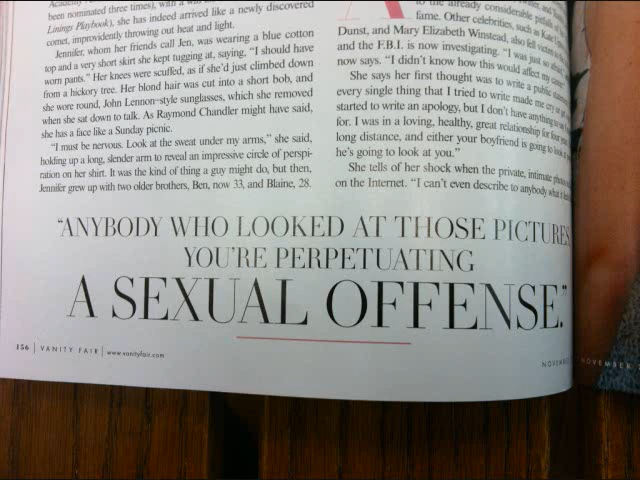 been nominated three times), with a
Linings Playbook), she has indeed arrived like a newly discovered
comet, improvidently throwing out heat and light.
Jennifer, whom her friends call Jen, was wearing a blue cotton
top and a very short skirt she kept tugging at, saying, "I should have
worn pants." Her knees were scuffed, as if she'd just climbed down
from a hickory tree. Her blond hair was cut into a short bob, and
she wore round, John Lennon–style sunglasses, which she removed
when she sat down to talk. As Raymond Chandler might have said,
she has a face like a Sunday picnic.
"I must be nervous. Look at the sweat under my arms," she said,
holding up a long, slender arm to reveal an impressive circle of perspi-
ration on her shirt. It was the kind of thing a guy might do, but then,
Jennifer grew up with two older brothers, Ben, now 33, and Blaine, 28.
to the already considerable
fame. Other celebrities, such as Kate
Dunst, and Mary Elizabeth Winstead, also fell
and the F.B.I. is now investigating. "I was just so
now says. "I didn't know how this would affect my
She says her first thought was to write a public
every single thing that I tried to write made me cry or
started to write an apology, but I don't have anything to
for. I was in a loving, healthy, great relationship for four
long distance, and either your boyfriend is going to look
he's going to look at you."
She tells of her shock when the private, intimate
on the Internet. "I can't even describe to anybody what it
"ANYBODY WHO LOOKED AT THOSE PICTURES
YOU'RE PERPETUATING
A SEXUAL OFFENSE."
156 | VANITY FAIR | www.vanityfair.com
NOVEMBER